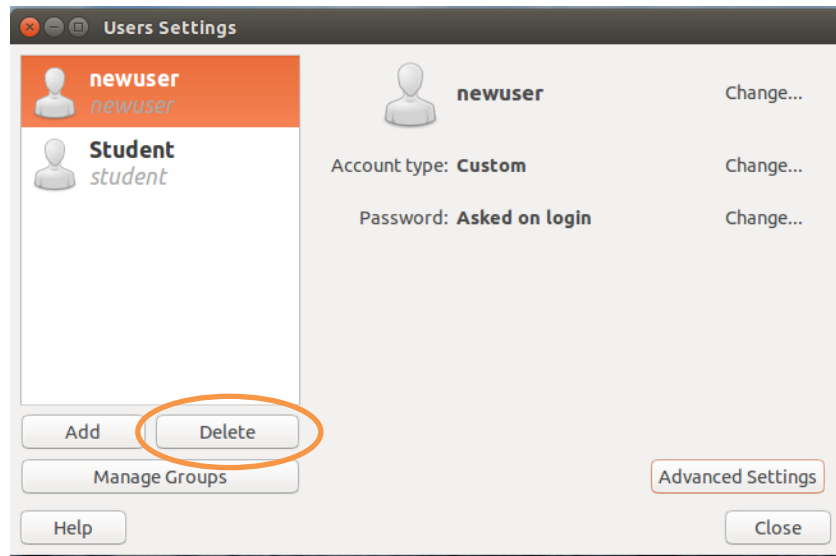 Users Settings
newuser
newuser
Student
student
newuser Change...
Account type: Custom Change...
Password: Asked on login Change...
Add Delete
Manage Groups Advanced Settings
Help Close